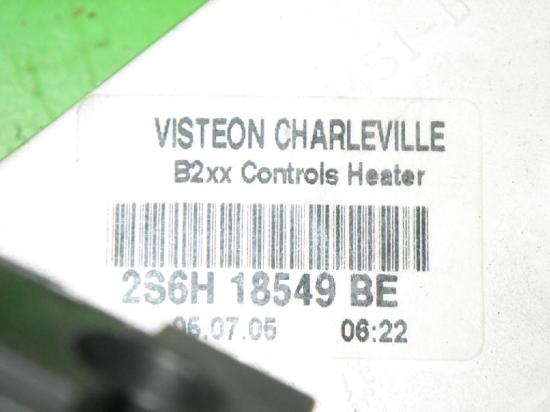 VISTEON CHARLEVILLE
B2xx Controls Heater
2S6H 18549 BE
06:22